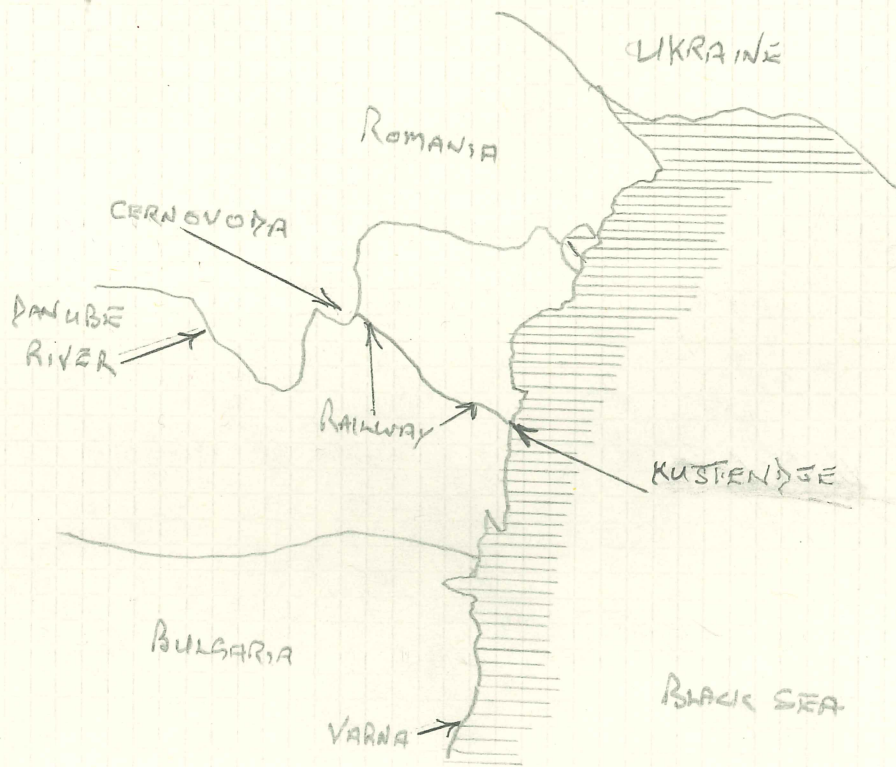 UKRAINE
ROMANIA
CERNOVODA
DANUBE
RIVER
RAILWAY
KUSTENDJE
BULGARIA
BLACK SEA
VARNA